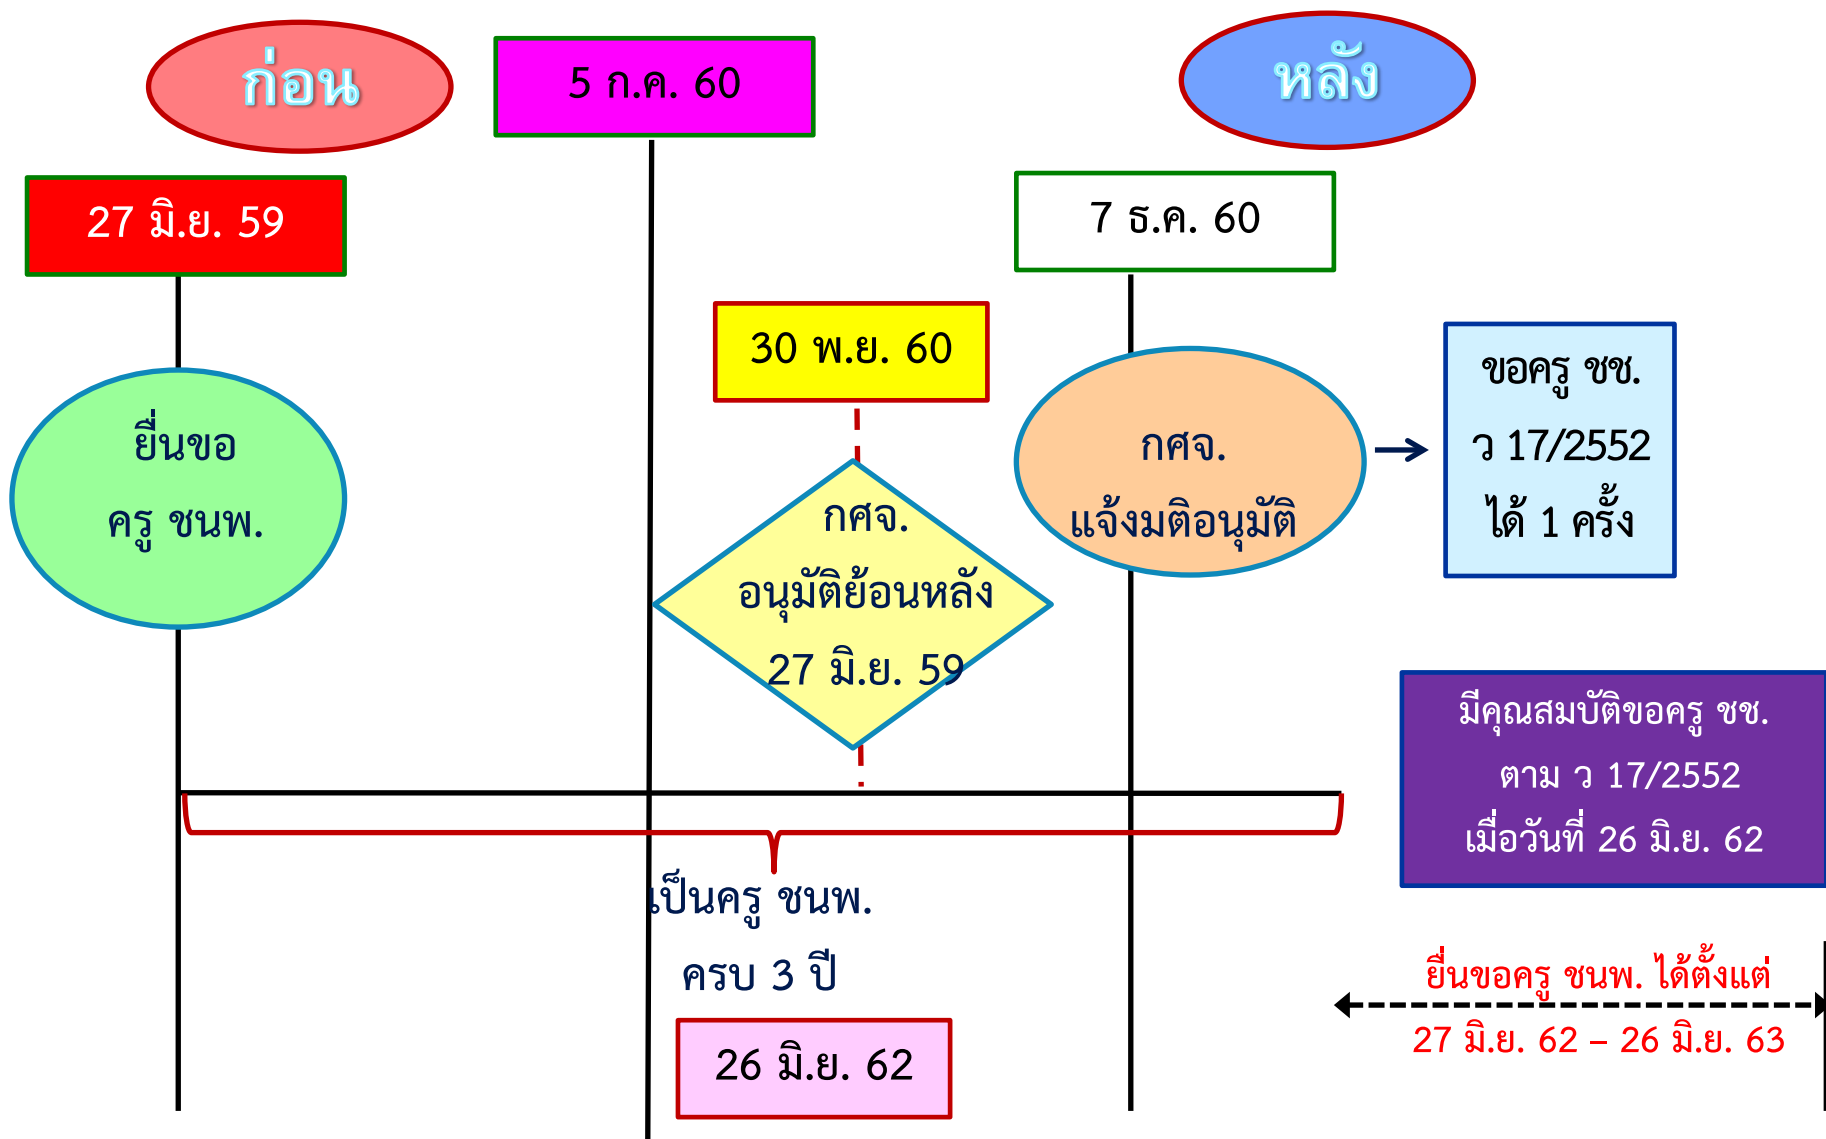 ก่อน
5 ก.ค. 60
หลัง
27 มิ.ย. 59
7 ธ.ค. 60
30 พ.ย. 60
ยื่นขอ
ครู ชนพ.
กศจ.
อนุมัติย้อนหลัง
27 มิ.ย. 59
กศจ.
แจ้งมติอนุมัติ
ขอครู ชช.
ว 17/2552
ได้ 1 ครั้ง
มีคุณสมบัติขอครู ชช.
ตาม ว 17/2552
เมื่อวันที่ 26 มิ.ย. 62
เป็นครู ชนพ.
ครบ 3 ปี
26 มิ.ย. 62
ยื่นขอครู ชนพ. ได้ตั้งแต่
27 มิ.ย. 62 – 26 มิ.ย. 63